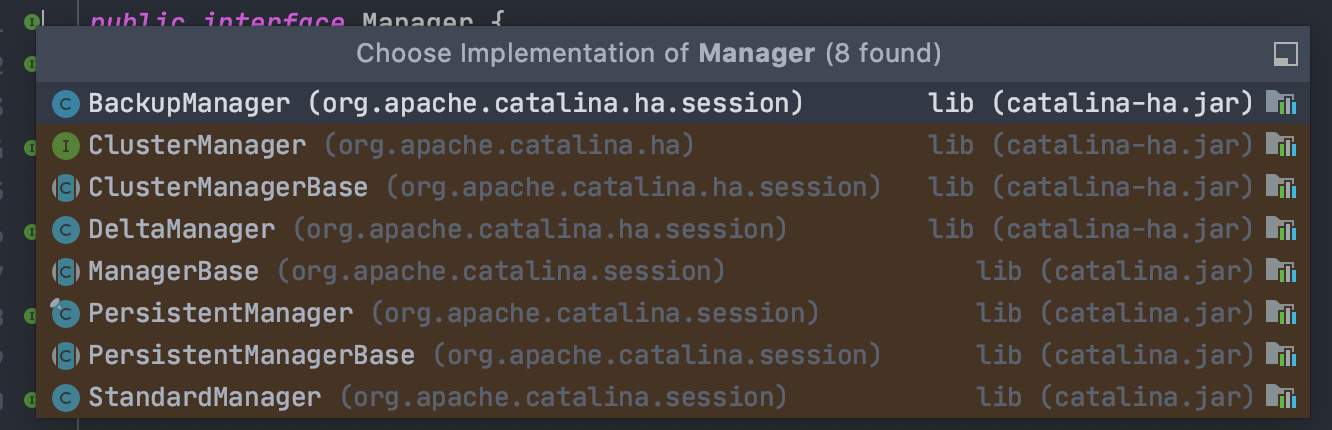 public interface Manager {
Choose Implementation of Manager (8 found)
BackupManager (org.apache.catalina.ha.session) lib (catalina-ha.jar)
ClusterManager (org.apache.catalina.ha) lib (catalina-ha.jar)
ClusterManagerBase (org.apache.catalina.ha.session) lib (catalina-ha.jar)
DeltaManager (org.apache.catalina.ha.session) lib (catalina-ha.jar)
ManagerBase (org.apache.catalina.session) lib (catalina.jar)
PersistentManager (org.apache.catalina.session) lib (catalina.jar)
PersistentManagerBase (org.apache.catalina.session) lib (catalina.jar)
StandardManager (org.apache.catalina.session) lib (catalina.jar)